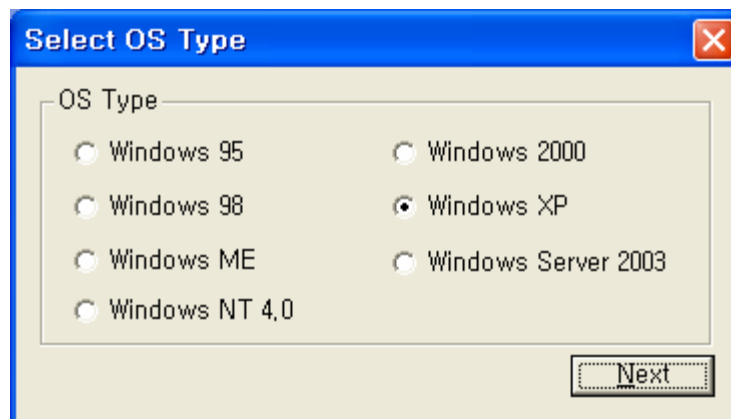 Select OS Type
OS Type
Windows 95
Windows 2000
Windows 98
Windows XP
Windows ME
Windows Server 2003
Windows NT 4,0
Next